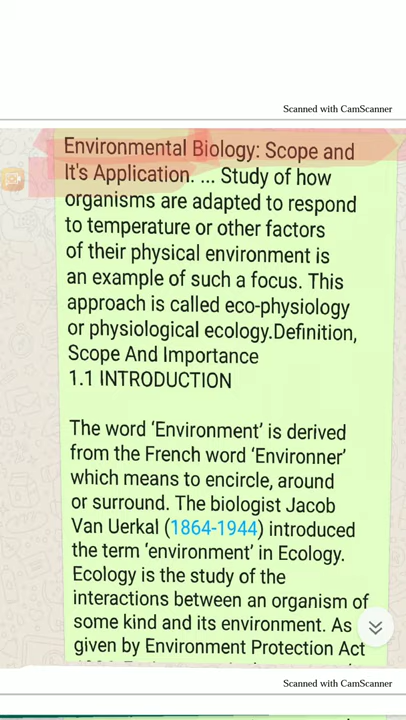 Scanned with CamScanner
Environmental Biology: Scope and
It's Application. ... Study of how
organisms are adapted to respond
to temperature or other factors
of their physical environment is
an example of such a focus. This
approach is called eco-physiology
or physiological ecology.Definition,
Scope And Importance
1.1 INTRODUCTION
The word ‘Environment’ is derived
from the French word ‘Environner’
which means to encircle, around
or surround. The biologist Jacob
Van Uerkal (1864-1944) introduced
the term ‘environment’ in Ecology.
Ecology is the study of the
interactions between an organism of
some kind and its environment. As
given by Environment Protection Act
Scanned with CamScanner